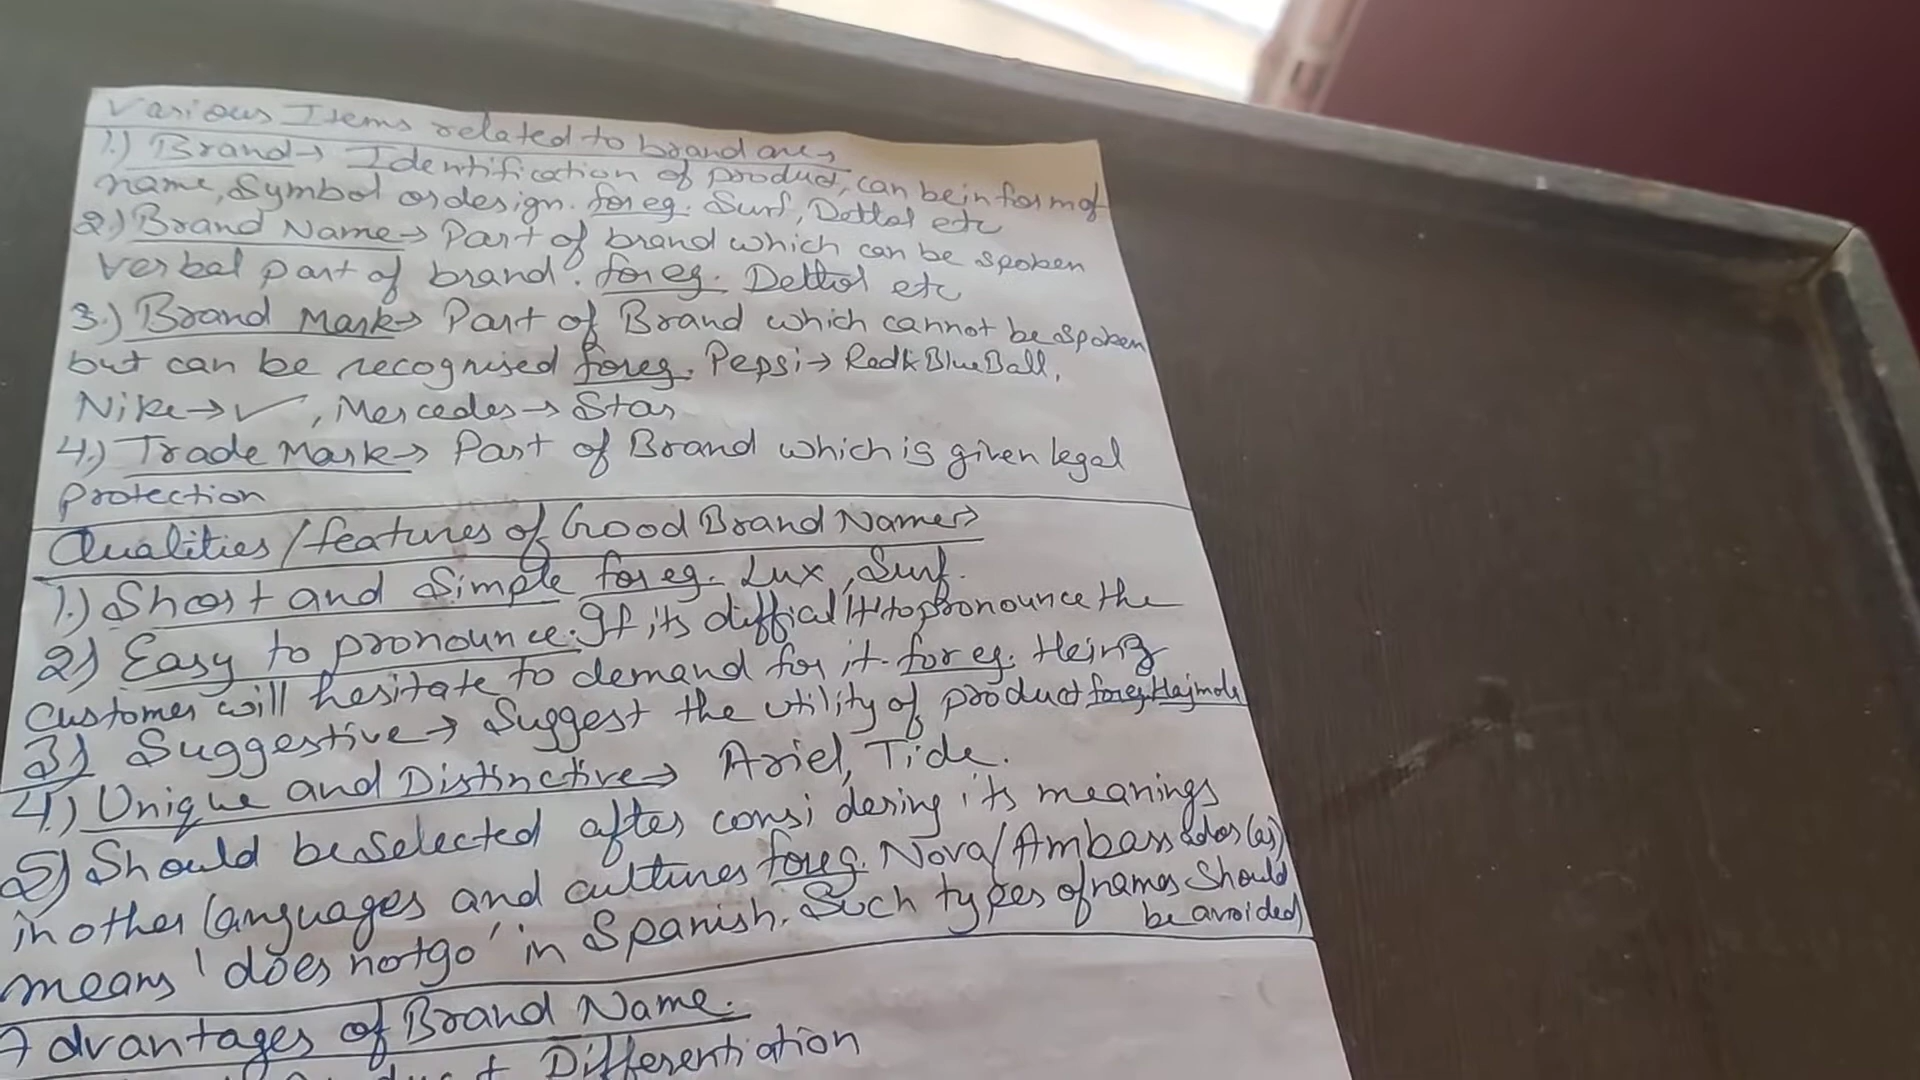 Various Items related to brand are→
1.) Brand→ Identification of product, can be in form of
name, Symbol or design. for eg. Surf, Dettol etc
2.) Brand Name→ Part of brand which can be spoken
Verbal part of brand. for eg. Dettol etc
3.) Brand Mark→ Part of Brand which cannot be spoken
but can be recognised for eg. Pepsi→ Red & Blue Ball,
Nike→✓, Mercedes→ Star
4.) Trade Mark→ Part of Brand which is given legal
Protection
Qualities/features of Good Brand Name→
1.) Short and Simple for eg. Lux, Surf.
2) Easy to pronounce. If its difficult to pronounce the
Customer will hesitate to demand for it. for eg. Heinz
3) Suggestive→ Suggest the utility of product for eg. Hajmola
4.) Unique and Distinctive→ Ariel, Tide.
5) Should be selected after considering its meanings
in other languages and cultures for eg. Nova/Ambassador (as)
means 'does not go' in Spanish. Such types of names should
be avoided
Advantages of Brand Name.
Differentiation